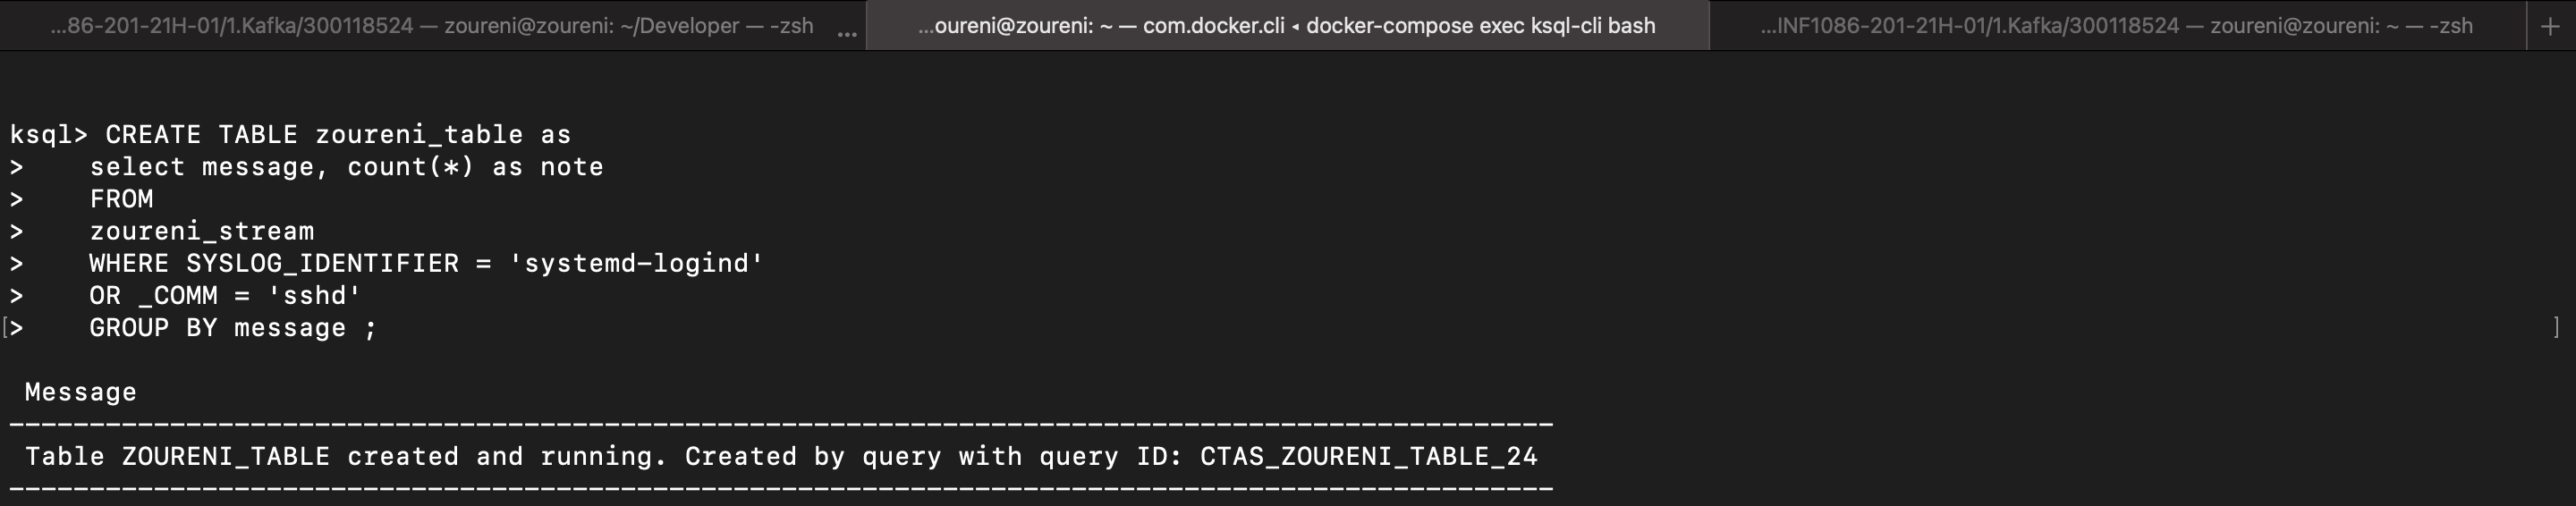 ...86-201-21H-01/1.Kafka/300118524 — zoureni@zoureni: ~/Developer — -zsh ...
...oureni@zoureni: ~ — com.docker.cli ◂ docker-compose exec ksql-cli bash
...INF1086-201-21H-01/1.Kafka/300118524 — zoureni@zoureni: ~ — -zsh +
ksql> CREATE TABLE zoureni_table as
>    select message, count(*) as note
>    FROM
>    zoureni_stream
>    WHERE SYSLOG_IDENTIFIER = 'systemd-logind'
>    OR _COMM = 'sshd'
[>    GROUP BY message ; ]
Message
------------------------------------------------------------------------------------------------
Table ZOURENI_TABLE created and running. Created by query with query ID: CTAS_ZOURENI_TABLE_24
------------------------------------------------------------------------------------------------